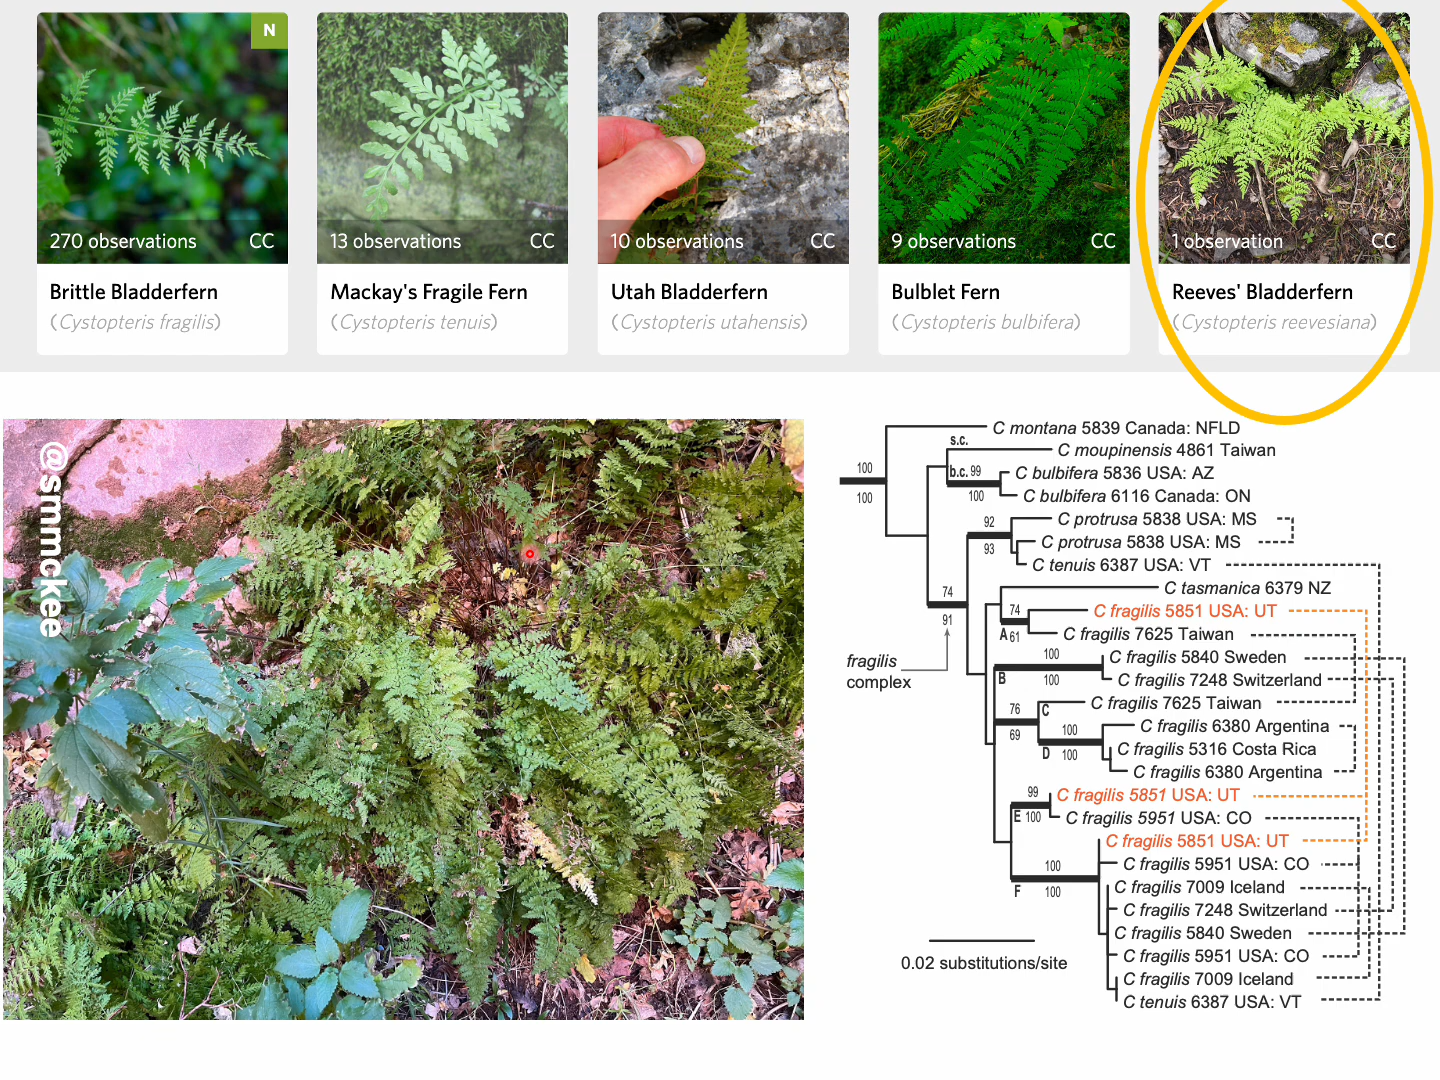 N
270 observations CC
13 observations CC
10 observations CC
9 observations CC
1 observation CC
Brittle Bladderfern
(Cystopteris fragilis)
Mackay's Fragile Fern
(Cystopteris tenuis)
Utah Bladderfern
(Cystopteris utahensis)
Bulblet Fern
(Cystopteris bulbifera)
Reeves' Bladderfern
(Cystopteris reevesiana)
@smmckee
C montana 5839 Canada: NFLD
s.c.
C moupinensis 4861 Taiwan
100
100
b.c. 99
100
C bulbifera 5836 USA: AZ
C bulbifera 6116 Canada: ON
92
93
C protrusa 5838 USA: MS
C protrusa 5838 USA: MS
C tenuis 6387 USA: VT
74
91
C tasmanica 6379 NZ
74
A 61
C fragilis 5851 USA: UT
C fragilis 7625 Taiwan
fragilis
complex
100
B 100
C fragilis 5840 Sweden
C fragilis 7248 Switzerland
76
69
C
C fragilis 7625 Taiwan
100
D 100
C fragilis 6380 Argentina
C fragilis 5316 Costa Rica
C fragilis 6380 Argentina
99
E 100
C fragilis 5851 USA: UT
C fragilis 5951 USA: CO
100
F 100
C fragilis 5851 USA: UT
C fragilis 5951 USA: CO
C fragilis 7009 Iceland
C fragilis 7248 Switzerland
C fragilis 5840 Sweden
C fragilis 5951 USA: CO
C fragilis 7009 Iceland
C tenuis 6387 USA: VT
0.02 substitutions/site